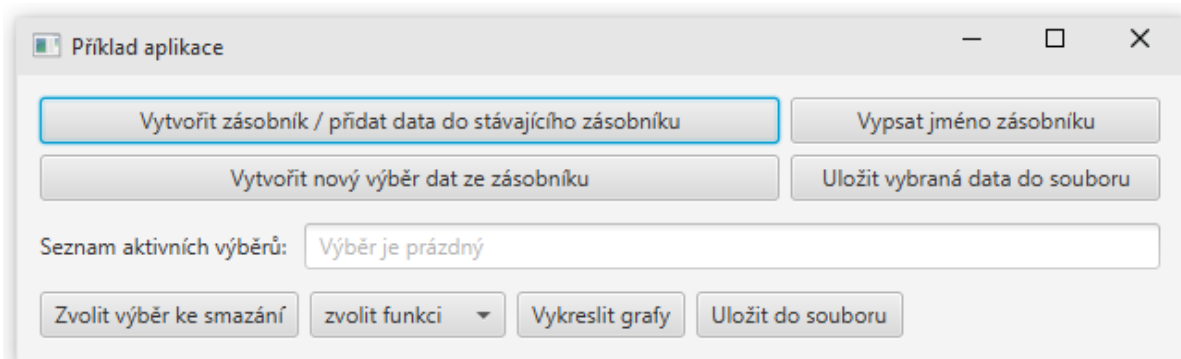 Příklad aplikace
Vytvořit zásobník / přidat data do stávajícího zásobníku Vypsat jméno zásobníku
Vytvořit nový výběr dat ze zásobníku Uložit vybraná data do souboru
Seznam aktivních výběrů: Výběr je prázdný
Zvolit výběr ke smazání zvolit funkci Vykreslit grafy Uložit do souboru